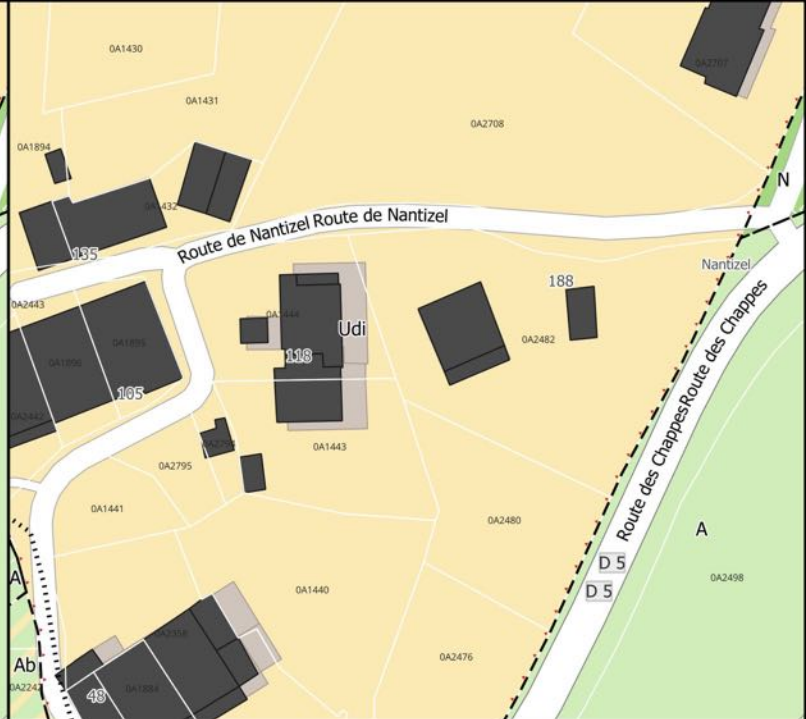 0A1430
0A1431
0A2707
0A2708
0A1894
N
0A1432
Route de Nantizel Route de Nantizel
135
Nantizel
188
0A2443
0A1444
Udi
Route des Chappes
0A2482
0A1895
0A1896
118
105
0A2442
Route des Chappes
0A1443
0A2795
0A1441
0A2480
A
D 5
0A2498
A
D 5
0A1440
0A2358
0A2476
Ab
0A2242
0A1884
48